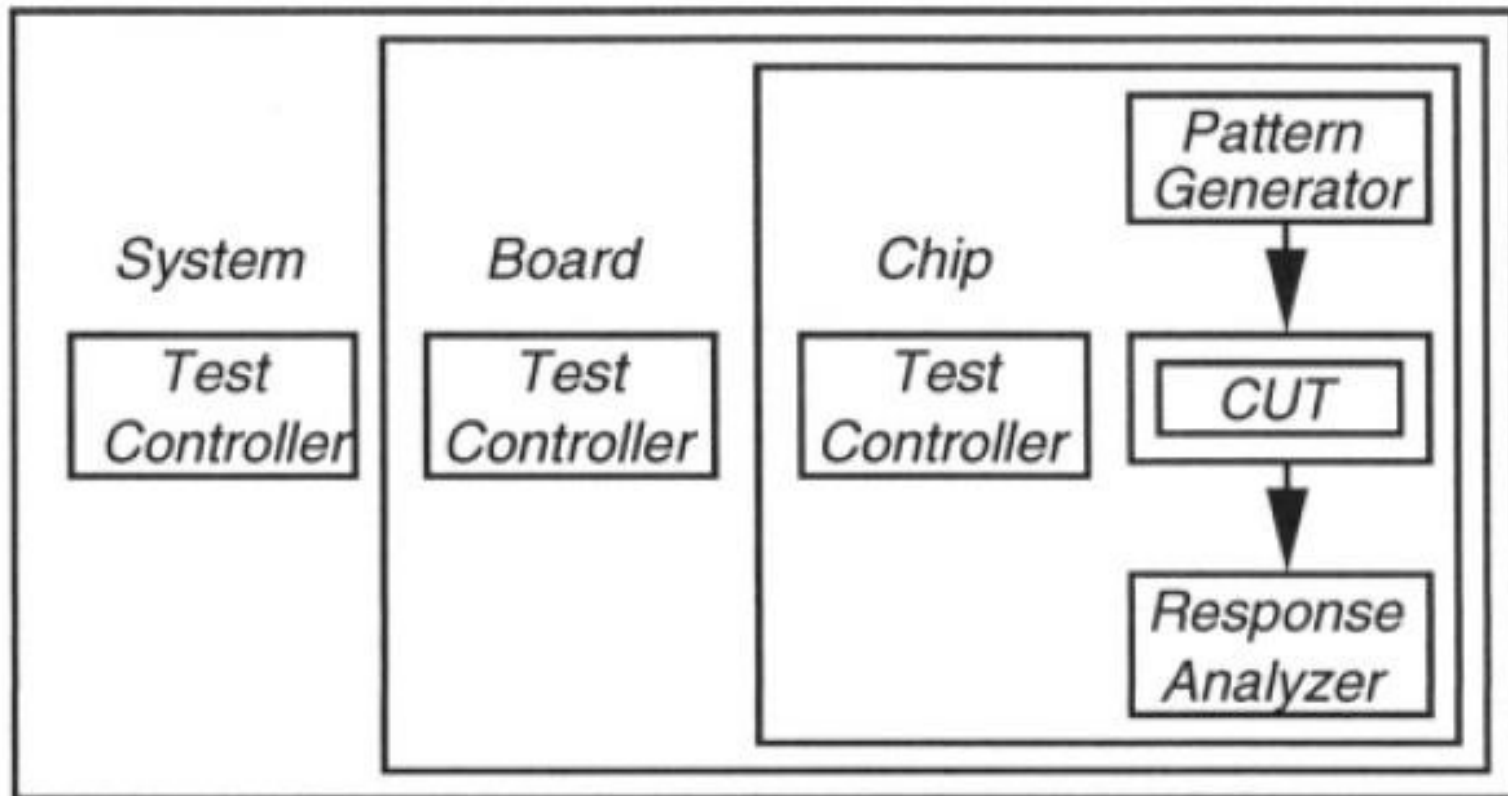 System
Test
Controller
Board
Test
Controller
Chip
Test
Controller
Pattern
Generator
CUT
Response
Analyzer